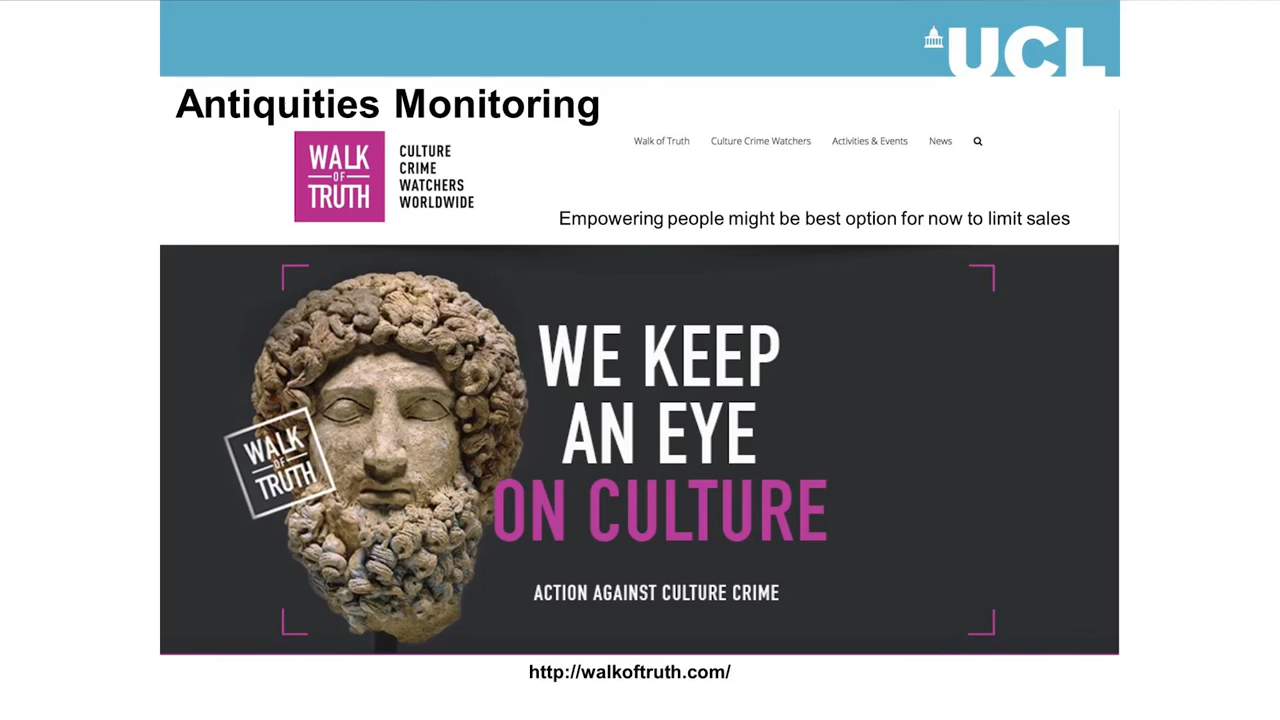 UCL
Antiquities Monitoring
WALK
OF
TRUTH
CULTURE
CRIME
WATCHERS
WORLDWIDE
Walk of Truth Culture Crime Watchers Activities & Events News
Empowering people might be best option for now to limit sales
WE KEEP
AN EYE
ON CULTURE
WALK
OF
TRUTH
ACTION AGAINST CULTURE CRIME
http://walkoftruth.com/